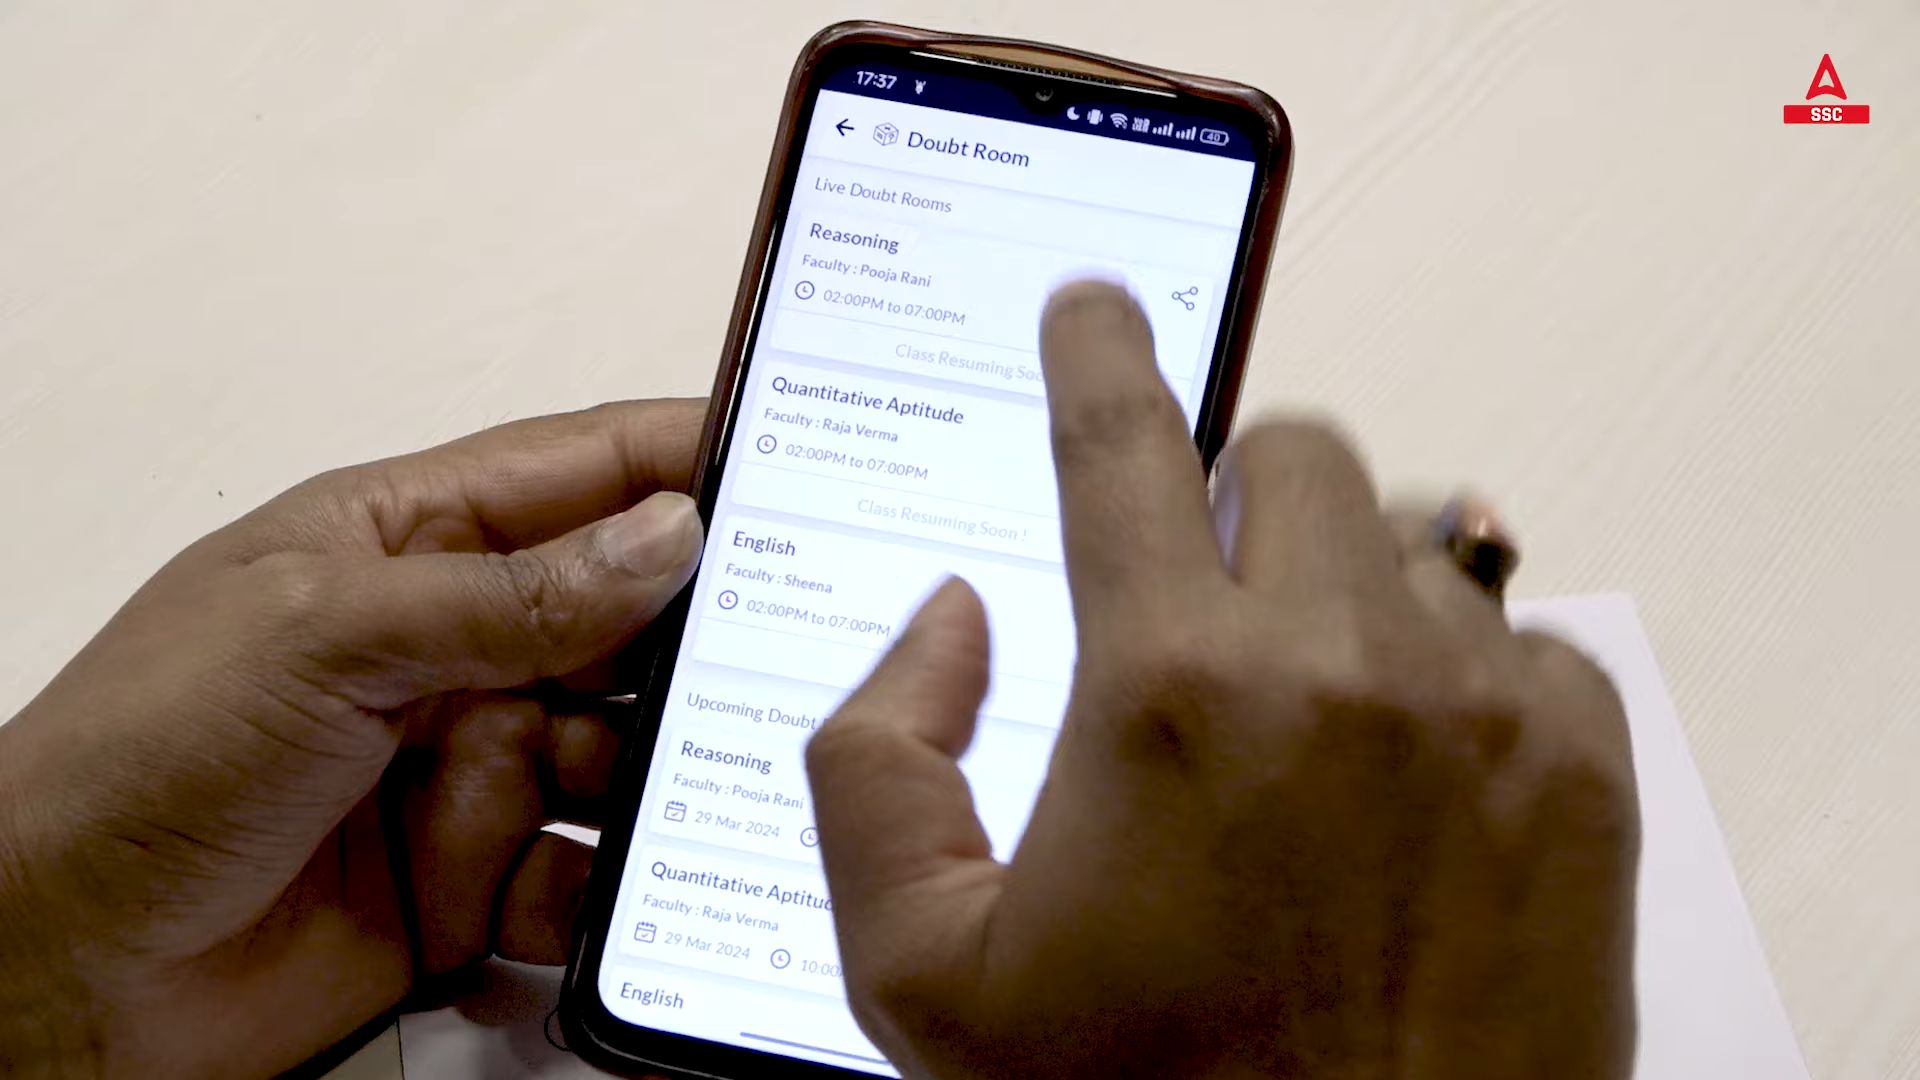 17:37
40
Doubt Room
Live Doubt Rooms
Reasoning
Faculty : Pooja Rani
02:00PM to 07:00PM
Class Resuming
Quantitative Aptitude
Faculty : Raja Verma
02:00PM to 07:00PM
Class Resuming Soon !
English
Faculty : Sheena
02:00PM to 07:00PM
Upcoming Doubt
Reasoning
Faculty : Pooja Rani
29 Mar 2024
Quantitative
Faculty : Raja Verma
29 Mar 2024
English
SSC